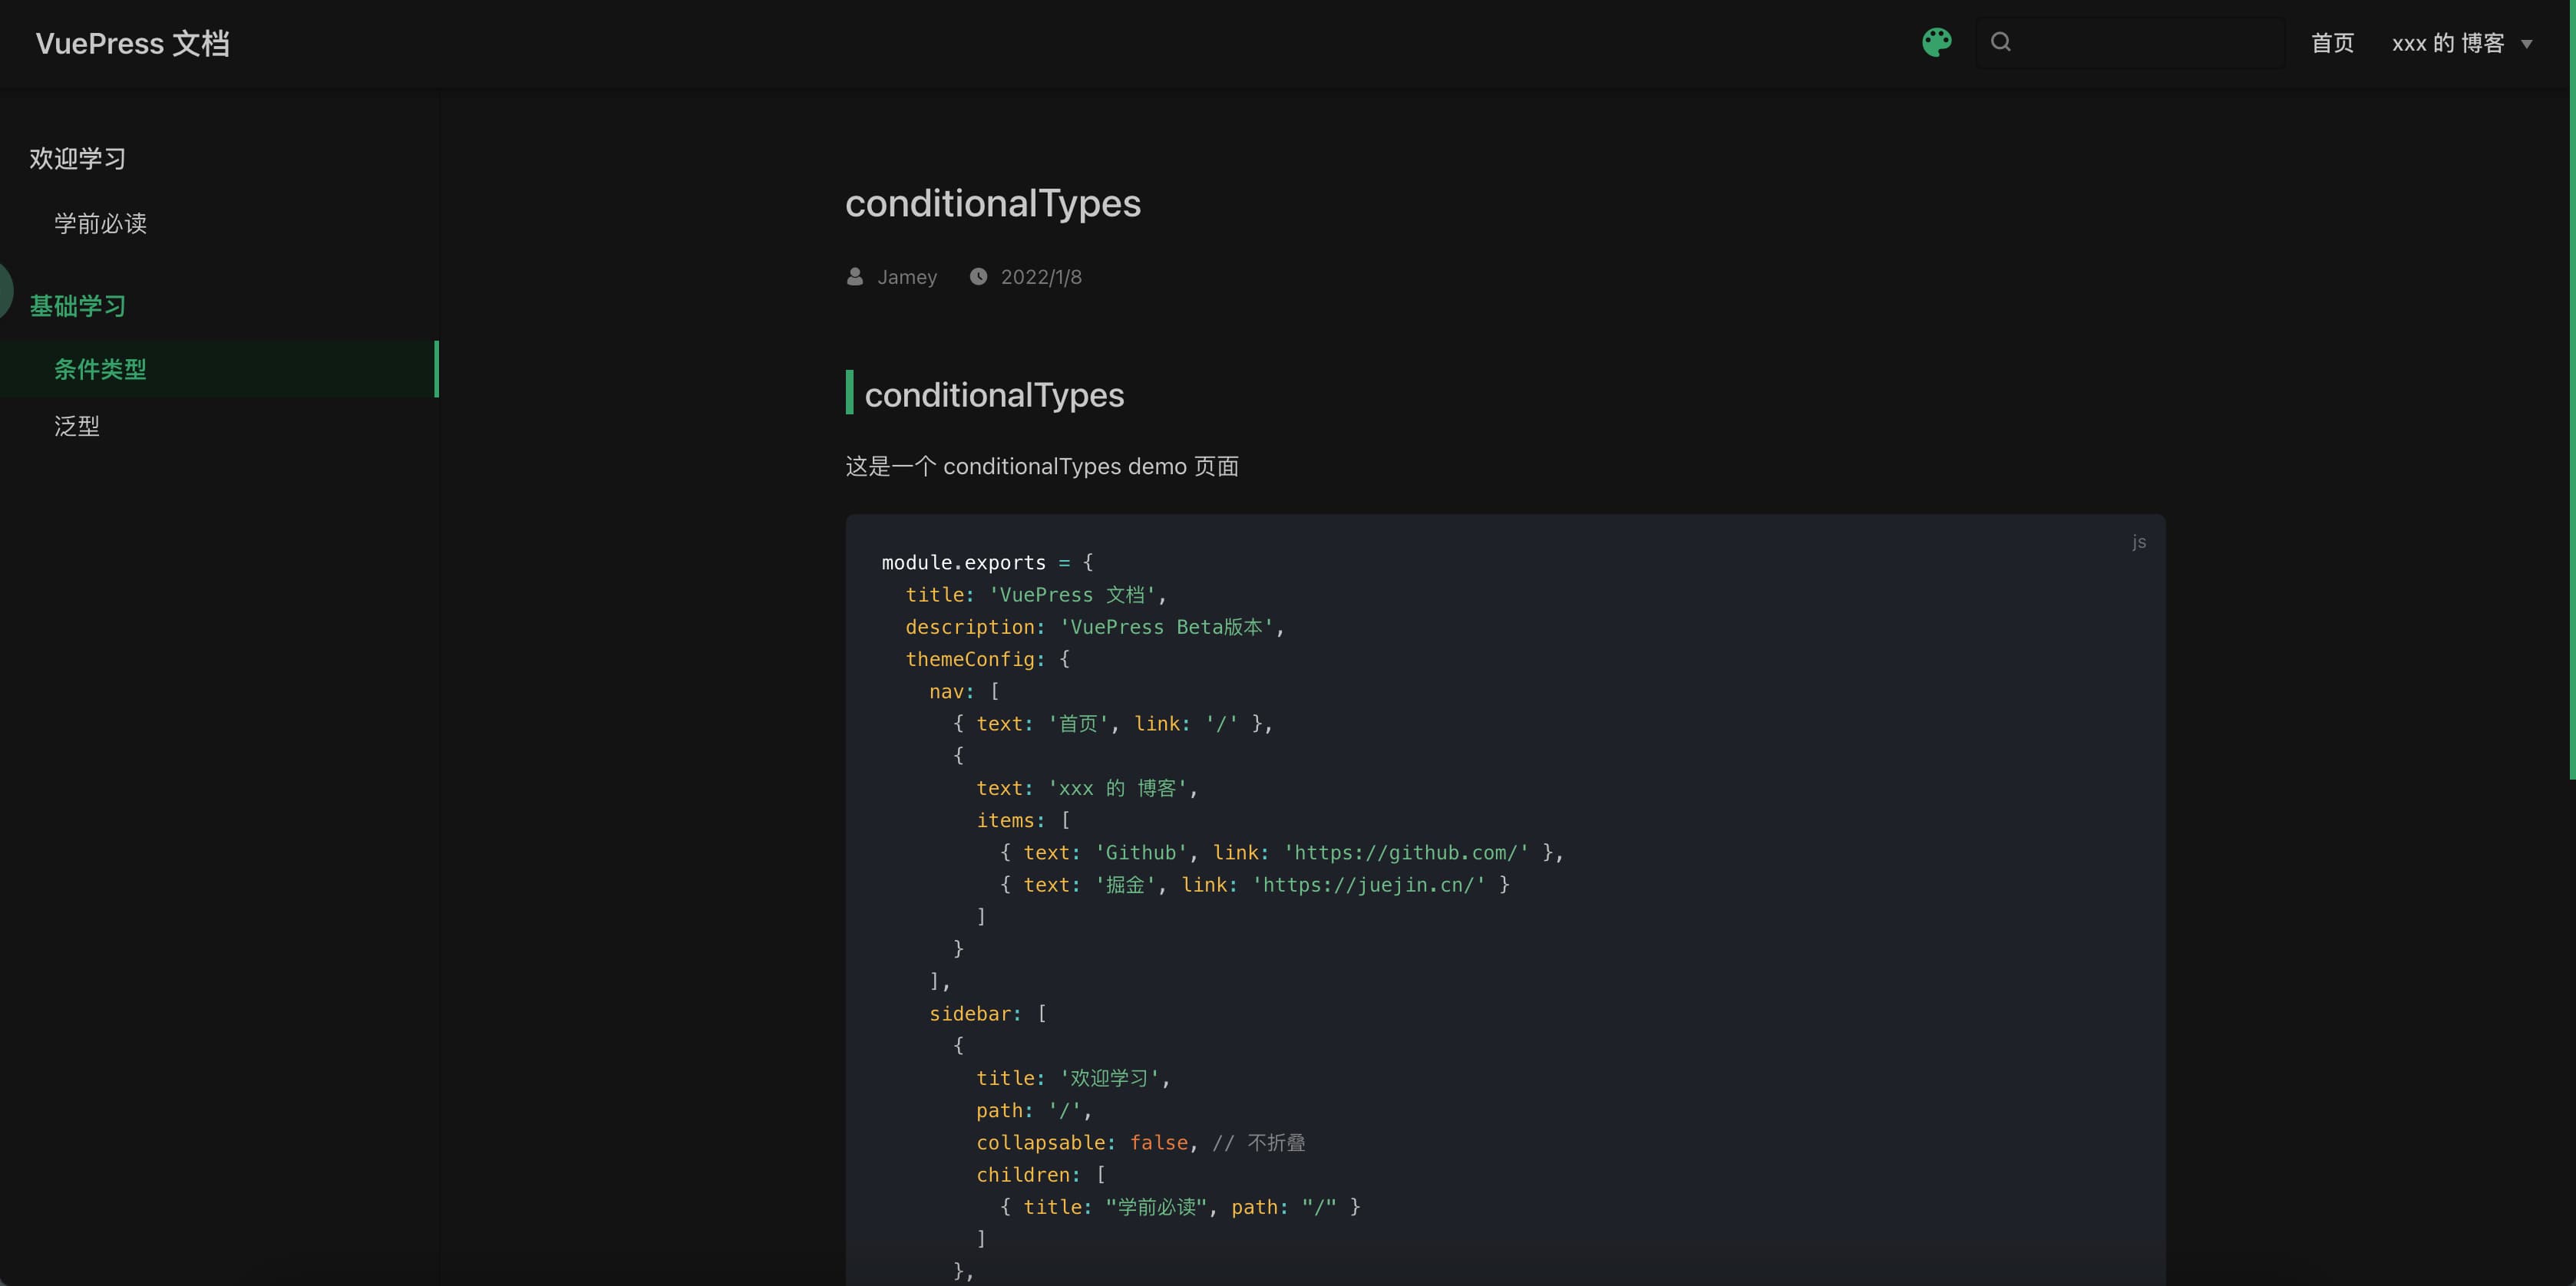 VuePress 文档
首页 xxx 的 博客
欢迎学习
学前必读
基础学习
条件类型
泛型
conditionalTypes
Jamey 2022/1/8
conditionalTypes
这是一个 conditionalTypes demo 页面
js
module.exports = {
  title: 'VuePress 文档',
  description: 'VuePress Beta版本',
  themeConfig: {
    nav: [
      { text: '首页', link: '/' },
      {
        text: 'xxx 的 博客',
        items: [
          { text: 'Github', link: 'https://github.com/' },
          { text: '掘金', link: 'https://juejin.cn/' }
        ]
      }
    ],
    sidebar: [
      {
        title: '欢迎学习',
        path: '/',
        collapsable: false, // 不折叠
        children: [
          { title: "学前必读", path: "/" }
        ]
      },